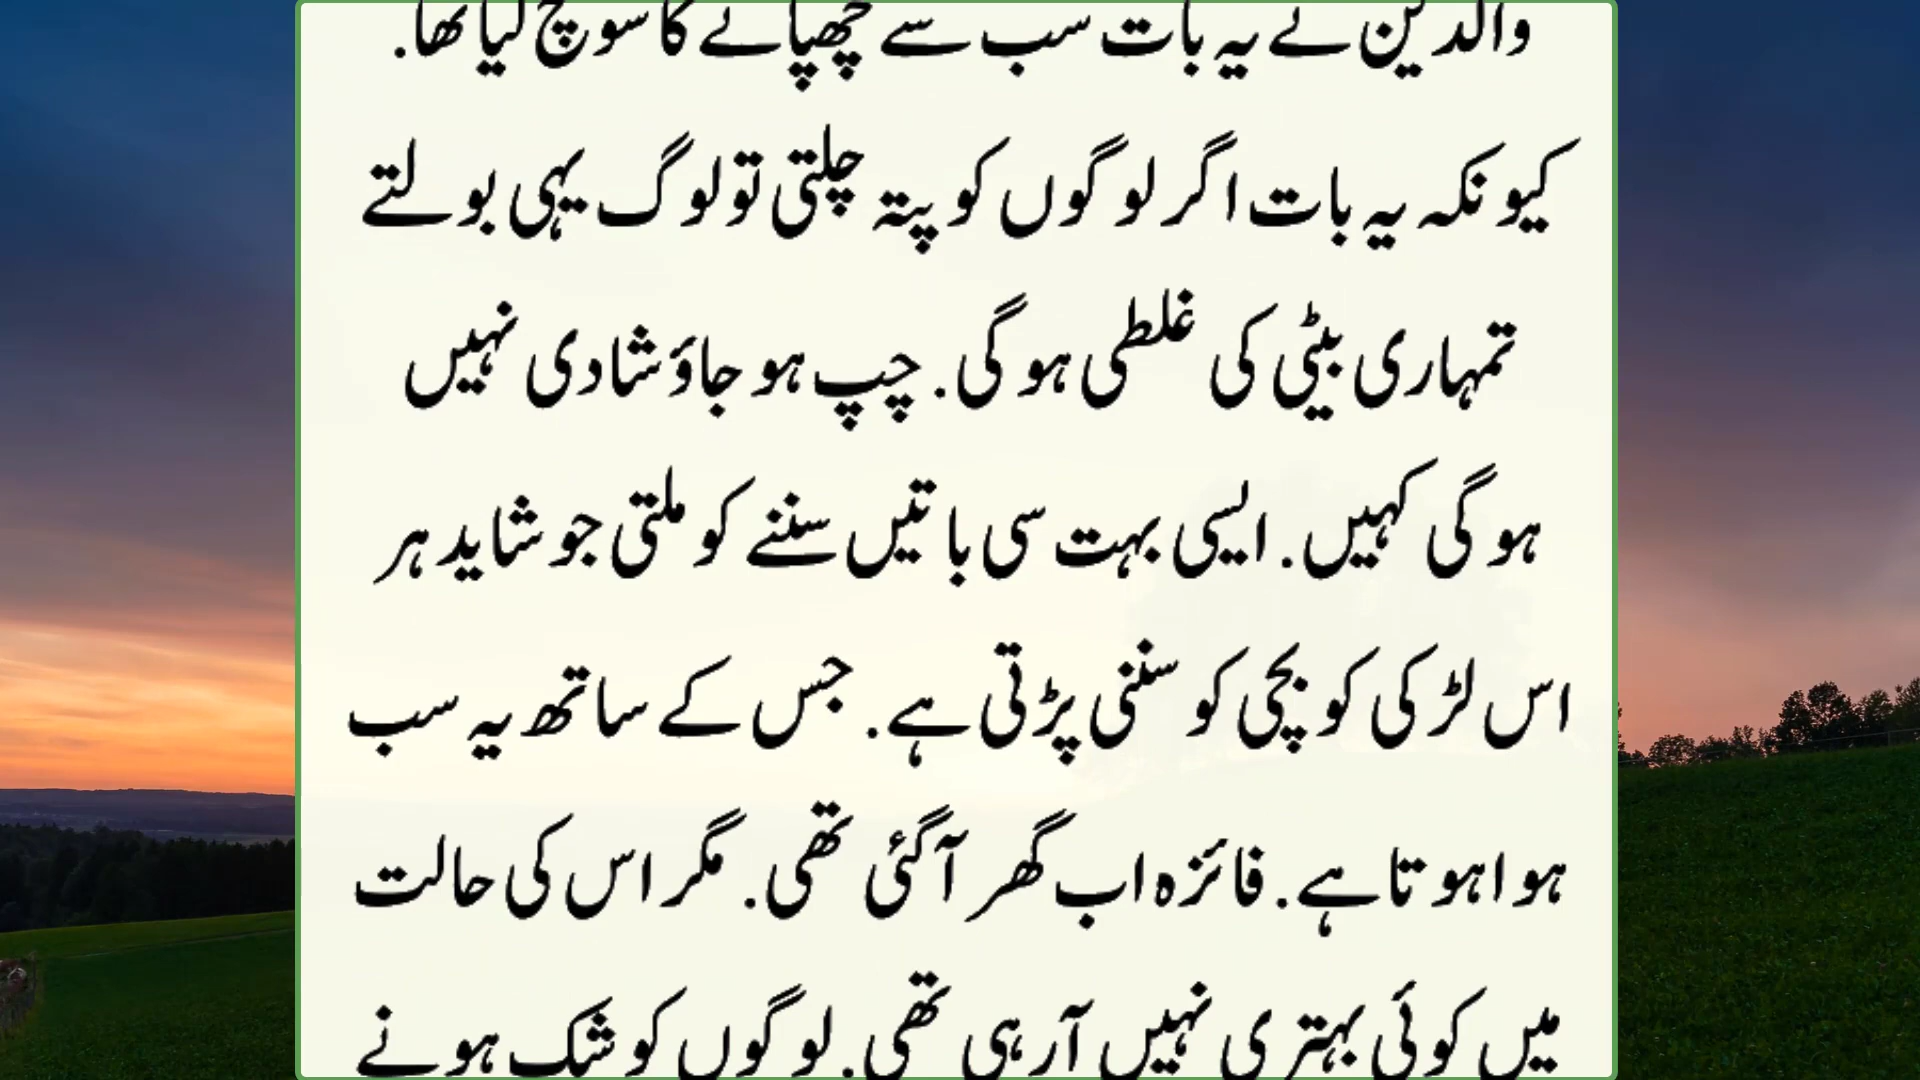 والدین نے یہ بات سب سے چھپانے کا سوچ لیا تھا.
کیونکہ یہ بات اگر لوگوں کو پتہ چلتی تو لوگ یہی بولتے
تمہاری بیٹی کی غلطی ہوگی. چپ ہو جاؤ شادی نہیں
ہوگی کہیں. ایسی بہت سی باتیں سننے کو ملتی جو شاید ہر
اس لڑکی کو بچی کو سننی پڑتی ہے. جس کے ساتھ یہ سب
ہوا ہوتا ہے. فائزہ اب گھر آگئی تھی. مگر اس کی حالت
میں کوئی بہتری نہیں آرہی تھی. لوگوں کو شک ہونے